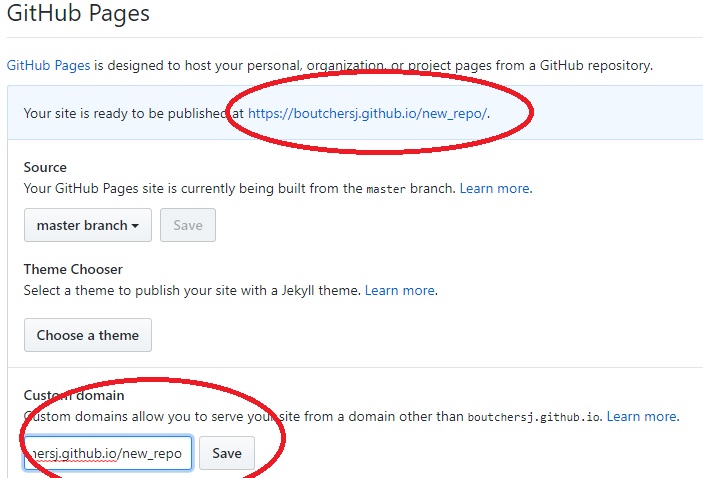 GitHub Pages
GitHub Pages is designed to host your personal, organization, or project pages from a GitHub repository.
Your site is ready to be published at https://boutchersj.github.io/new_repo/.
Source
Your GitHub Pages site is currently being built from the master branch. Learn more.
master branch Save
Theme Chooser
Select a theme to publish your site with a Jekyll theme. Learn more.
Choose a theme
Custom domain
Custom domains allow you to serve your site from a domain other than boutchersj.github.io. Learn more.
hersj.github.io/new_repo Save